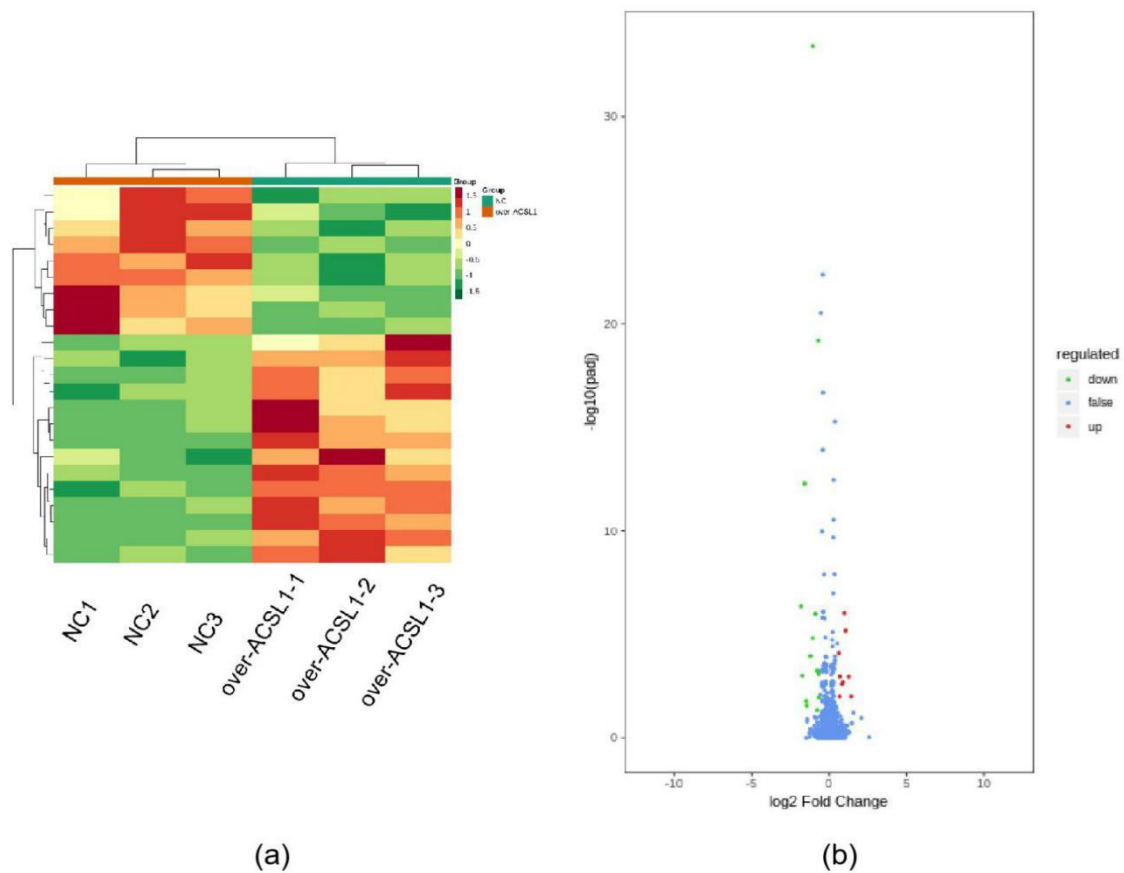 Group
1.5
1
0.5
0
-0.5
-1
-1.5
Group
NC
over-ACSL1
NC1
NC2
NC3
over-ACSL1-1
over-ACSL1-2
over-ACSL1-3
(a)
-log10(padj)
30
20
10
0
-10
-5
0
5
10
log2 Fold Change
regulated
down
false
up
(b)